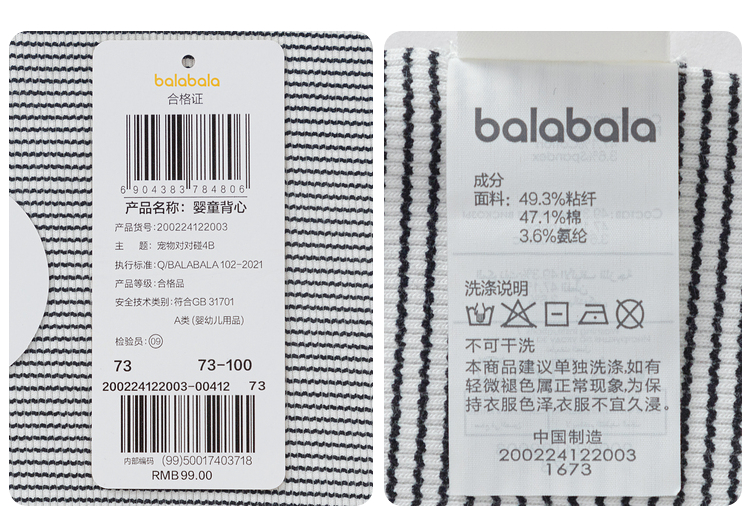 balabala
合格证
6 904383 784806
产品名称: 婴童背心
产品货号:200224122003
主 题: 宠物对对碰4B
执行标准:Q/BALABALA 102-2021
产品等级:合格品
安全技术类别:符合GB 31701
A类 (婴幼儿用品)
检验员: 09
73 73-100
200224122003-00412 73
内部编码 (99)50017403718
RMB 99.00
balabala
成分
面料: 49.3%粘纤
47.1%棉
3.6%氨纶
洗涤说明
不可干洗
本商品建议单独洗涤,如有
轻微褪色属正常现象,为保
持衣服色泽,衣服不宜久浸。
中国制造
200224122003
1673